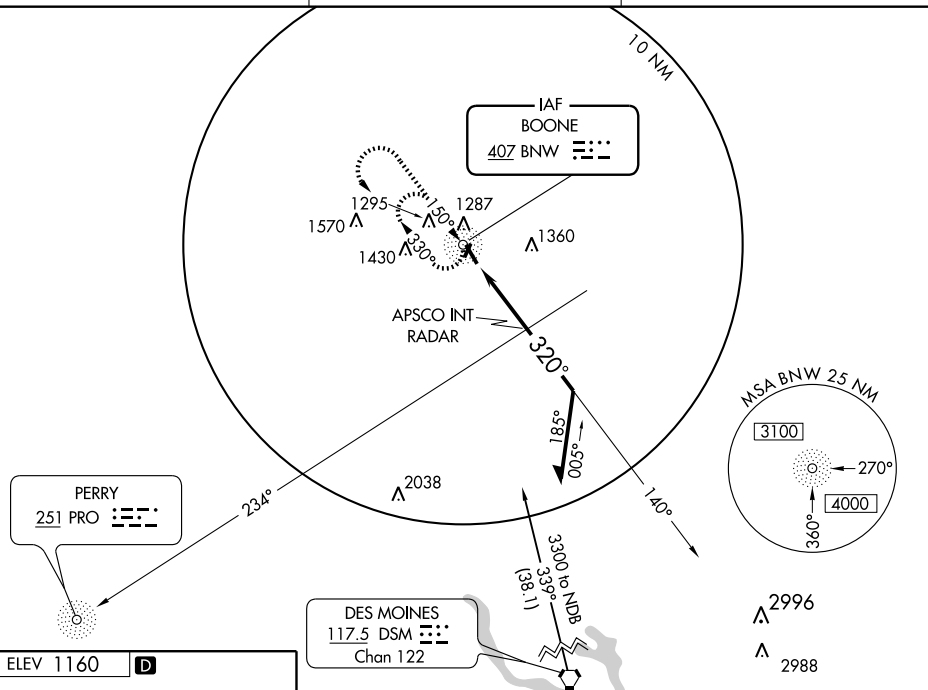 10 NM
IAF
BOONE
407 BNW
1295
1287
1570
150°
1430
330°
1360
APSCO INT
RADAR
320°
MSA BNW 25 NM
3100
270°
4000
360°
185°
005°
2038
PERRY
251 PRO
234°
140°
3300 to NDB
339°
(38.1)
DES MOINES
117.5 DSM
Chan 122
2996
2988
ELEV 1160 D